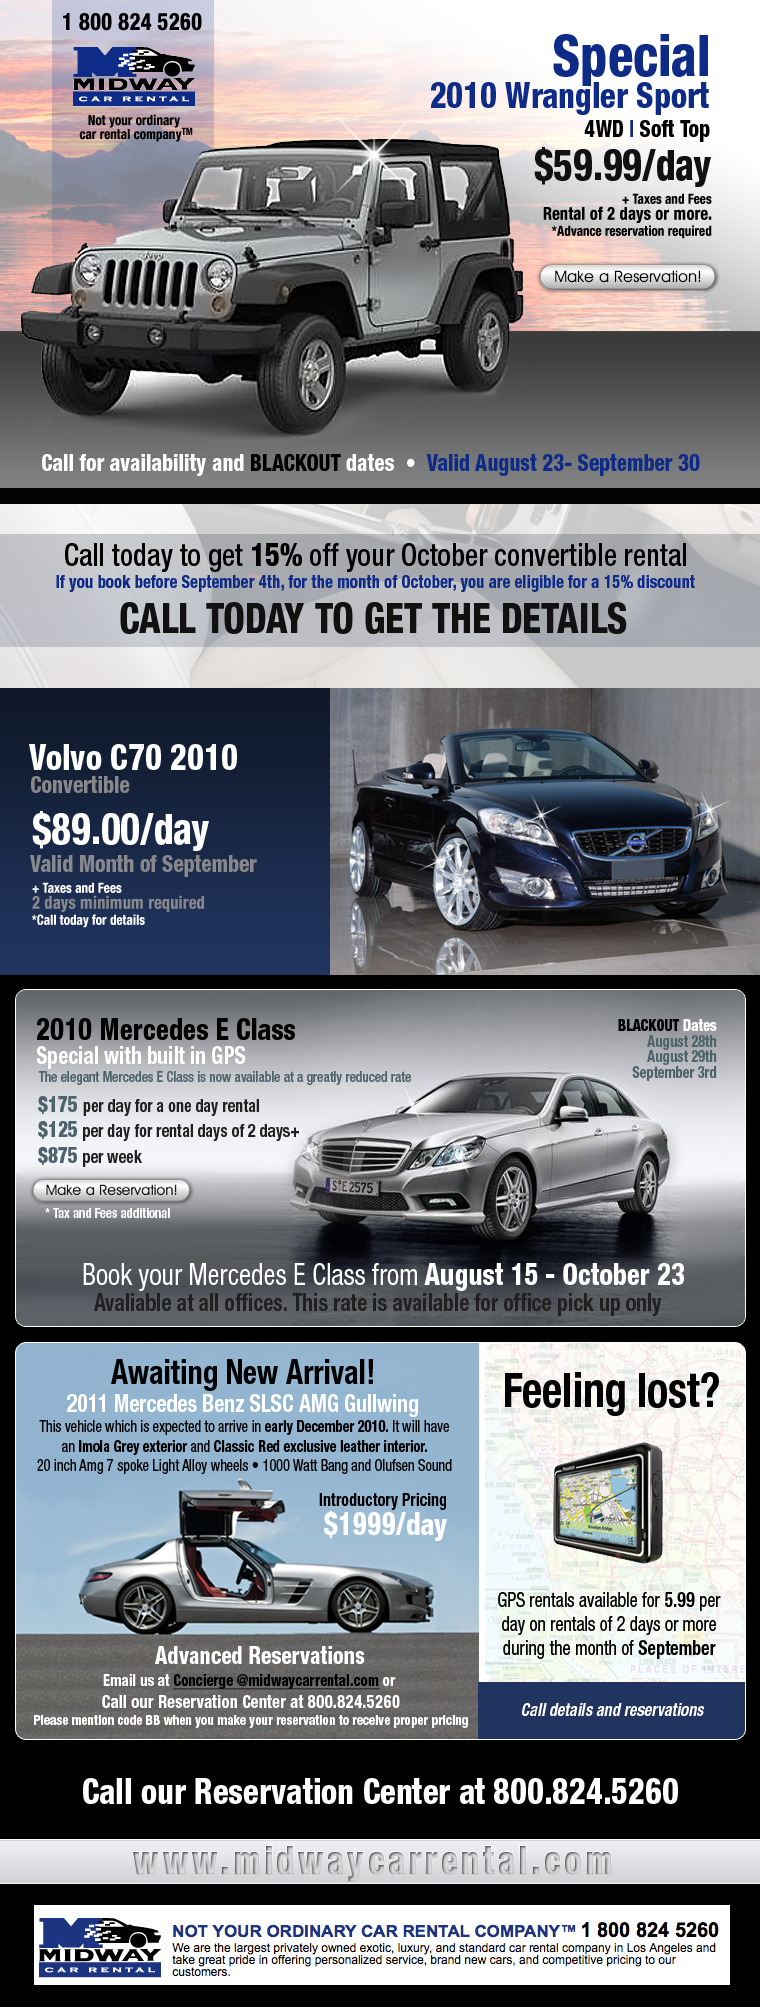 1 800 824 5260
M
MIDWAY
CAR RENTAL
Not your ordinary
car rental company™
Special
2010 Wrangler Sport
4WD | Soft Top
$59.99/day
+ Taxes and Fees
Rental of 2 days or more.
*Advance reservation required
Make a Reservation!
Jeep
Call for availability and BLACKOUT dates • Valid August 23- September 30
Call today to get 15% off your October convertible rental
If you book before September 4th, for the month of October, you are eligible for a 15% discount
CALL TODAY TO GET THE DETAILS
Volvo C70 2010
Convertible
$89.00/day
Valid Month of September
+ Taxes and Fees
2 days minimum required
*Call today for details
VOLVO
2010 Mercedes E Class
Special with built in GPS
The elegant Mercedes E Class is now available at a greatly reduced rate
$175 per day for a one day rental
$125 per day for rental days of 2 days+
$875 per week
Make a Reservation!
* Tax and Fees additional
BLACKOUT Dates
August 28th
August 29th
September 3rd
S E 2575
Book your Mercedes E Class from August 15 - October 23
Avaliable at all offices. This rate is available for office pick up only
Awaiting New Arrival!
2011 Mercedes Benz SLSC AMG Gullwing
This vehicle which is expected to arrive in early December 2010. It will have
an Imola Grey exterior and Classic Red exclusive leather interior.
20 inch Amg 7 spoke Light Alloy wheels • 1000 Watt Bang and Olufsen Sound
Introductory Pricing
$1999/day
Advanced Reservations
Email us at Concierge @midwaycarrental.com or
Call our Reservation Center at 800.824.5260
Please mention code BB when you make your reservation to receive proper pricing
Feeling lost?
GPS rentals available for 5.99 per
day on rentals of 2 days or more
during the month of September
PLACES OF INTERE
Call details and reservations
Call our Reservation Center at 800.824.5260
www.midwaycarrental.com
M
MIDWAY
CAR RENTAL
NOT YOUR ORDINARY CAR RENTAL COMPANY™ 1 800 824 5260
We are the largest privately owned exotic, luxury, and standard car rental company in Los Angeles and
take great pride in offering personalized service, brand new cars, and competitive pricing to our
customers.